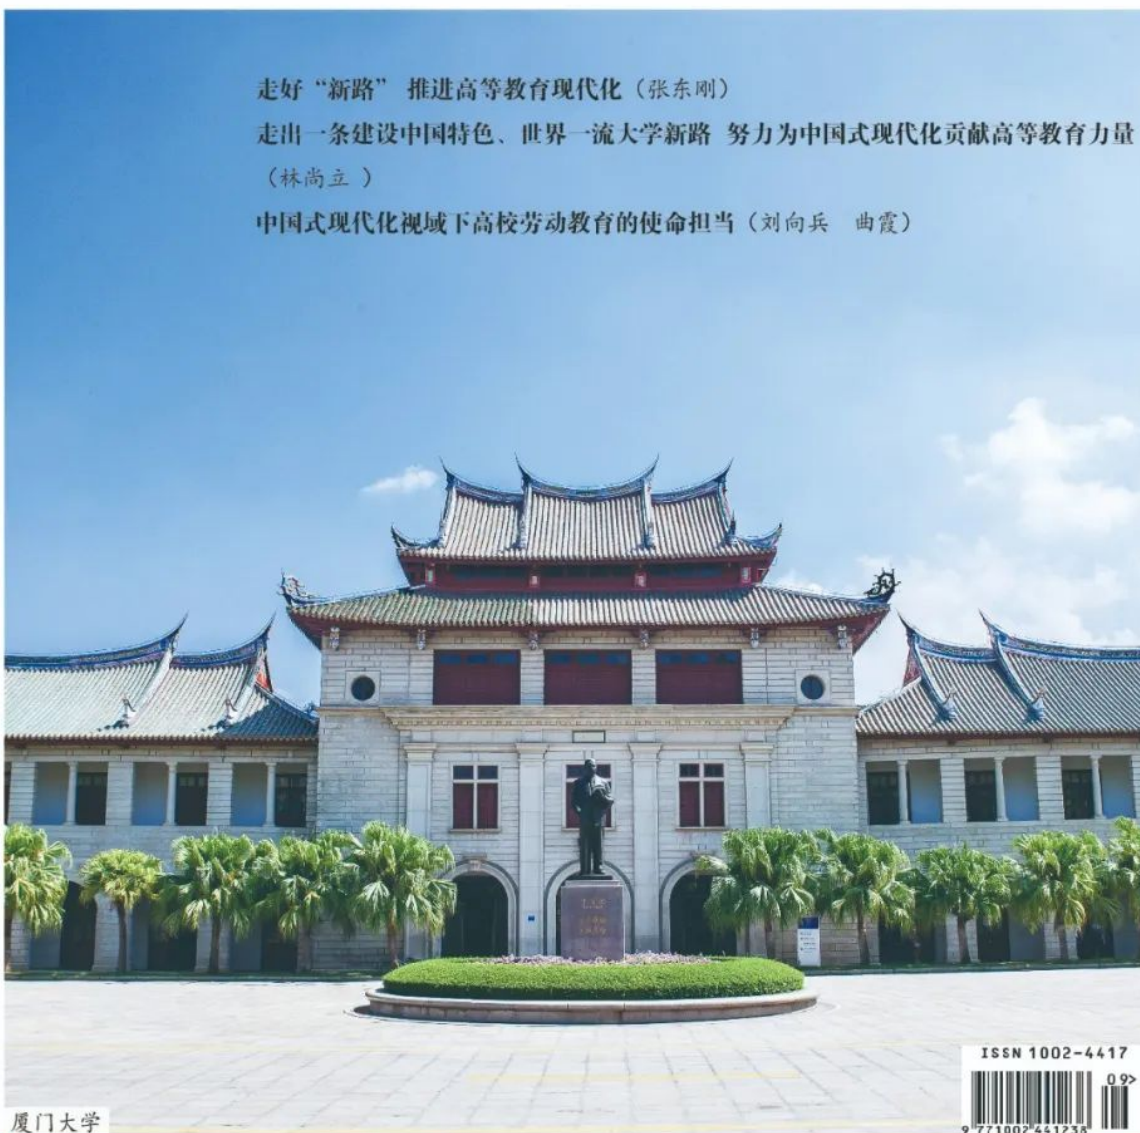 走好“新路” 推进高等教育现代化（张东刚）
走出一条建设中国特色、世界一流大学新路 努力为中国式现代化贡献高等教育力量
（林尚立 ）
中国式现代化视域下高校劳动教育的使命担当（刘向兵 曲霞）
ISSN 1002-4417
09>
9 771002 441238
厦门大学